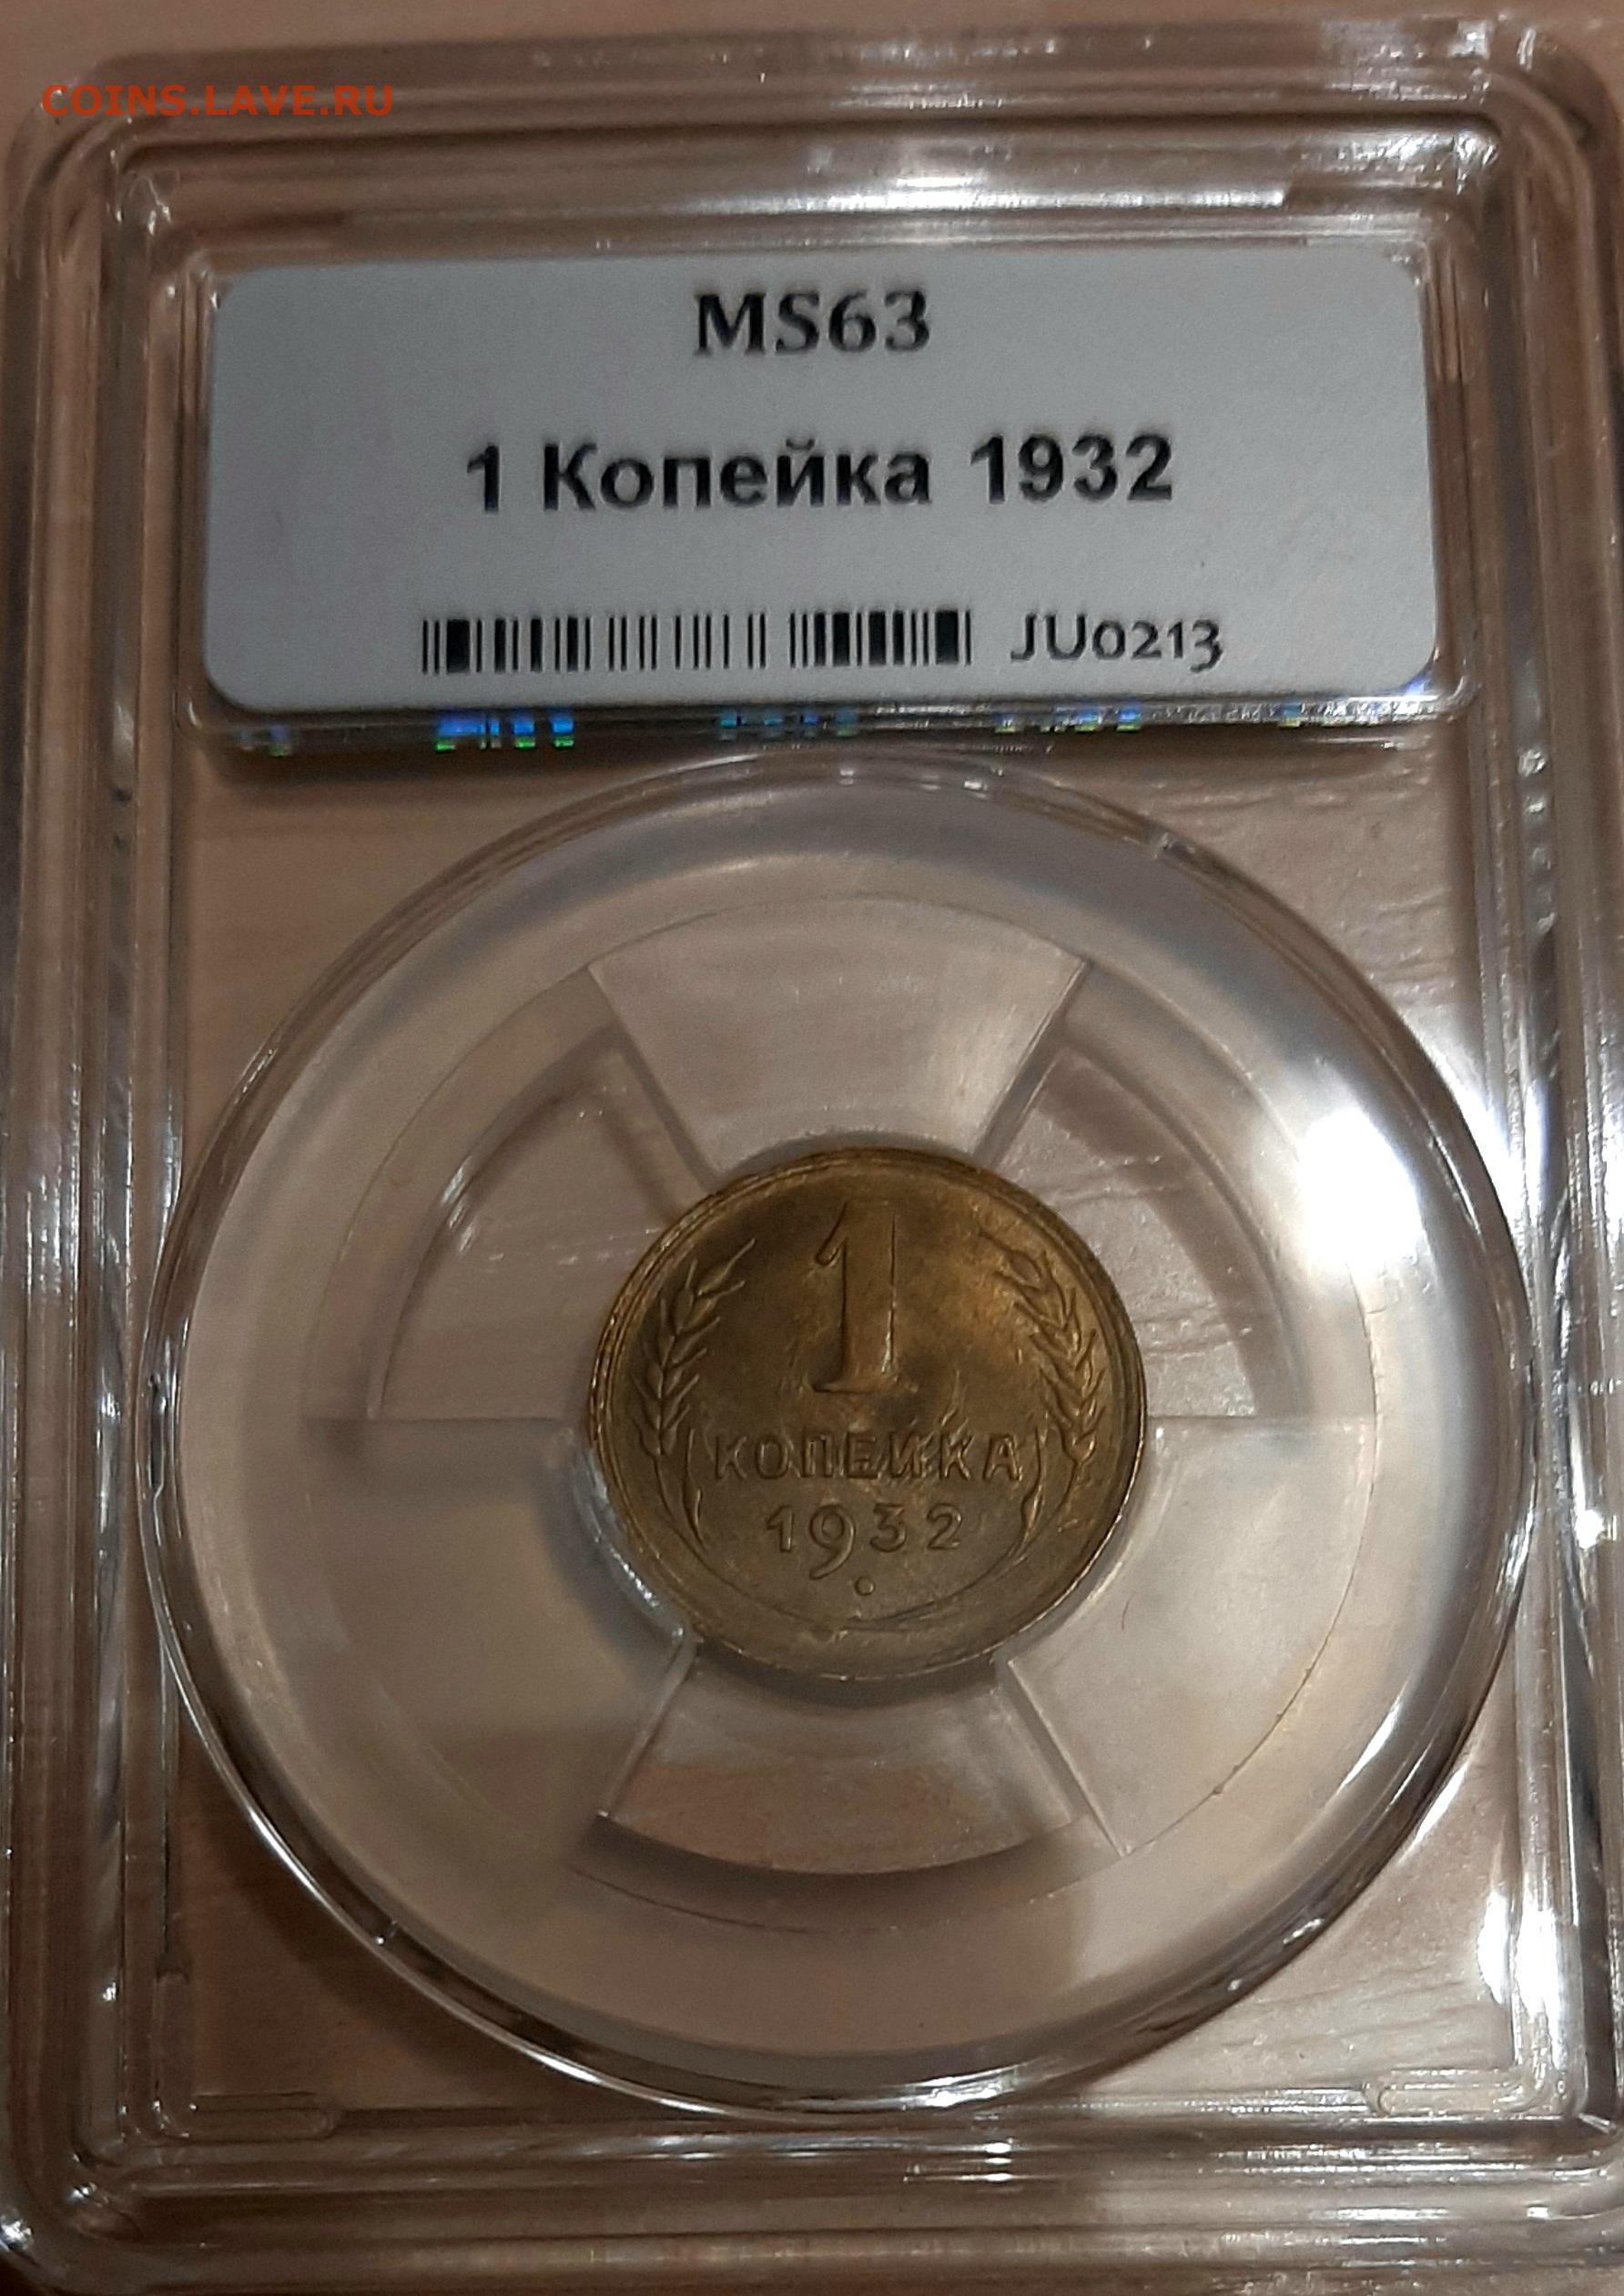 COINS.LAVE.RU
MS63
1 Копейка 1932
JU0213
1
КОПЕЙКА
1932